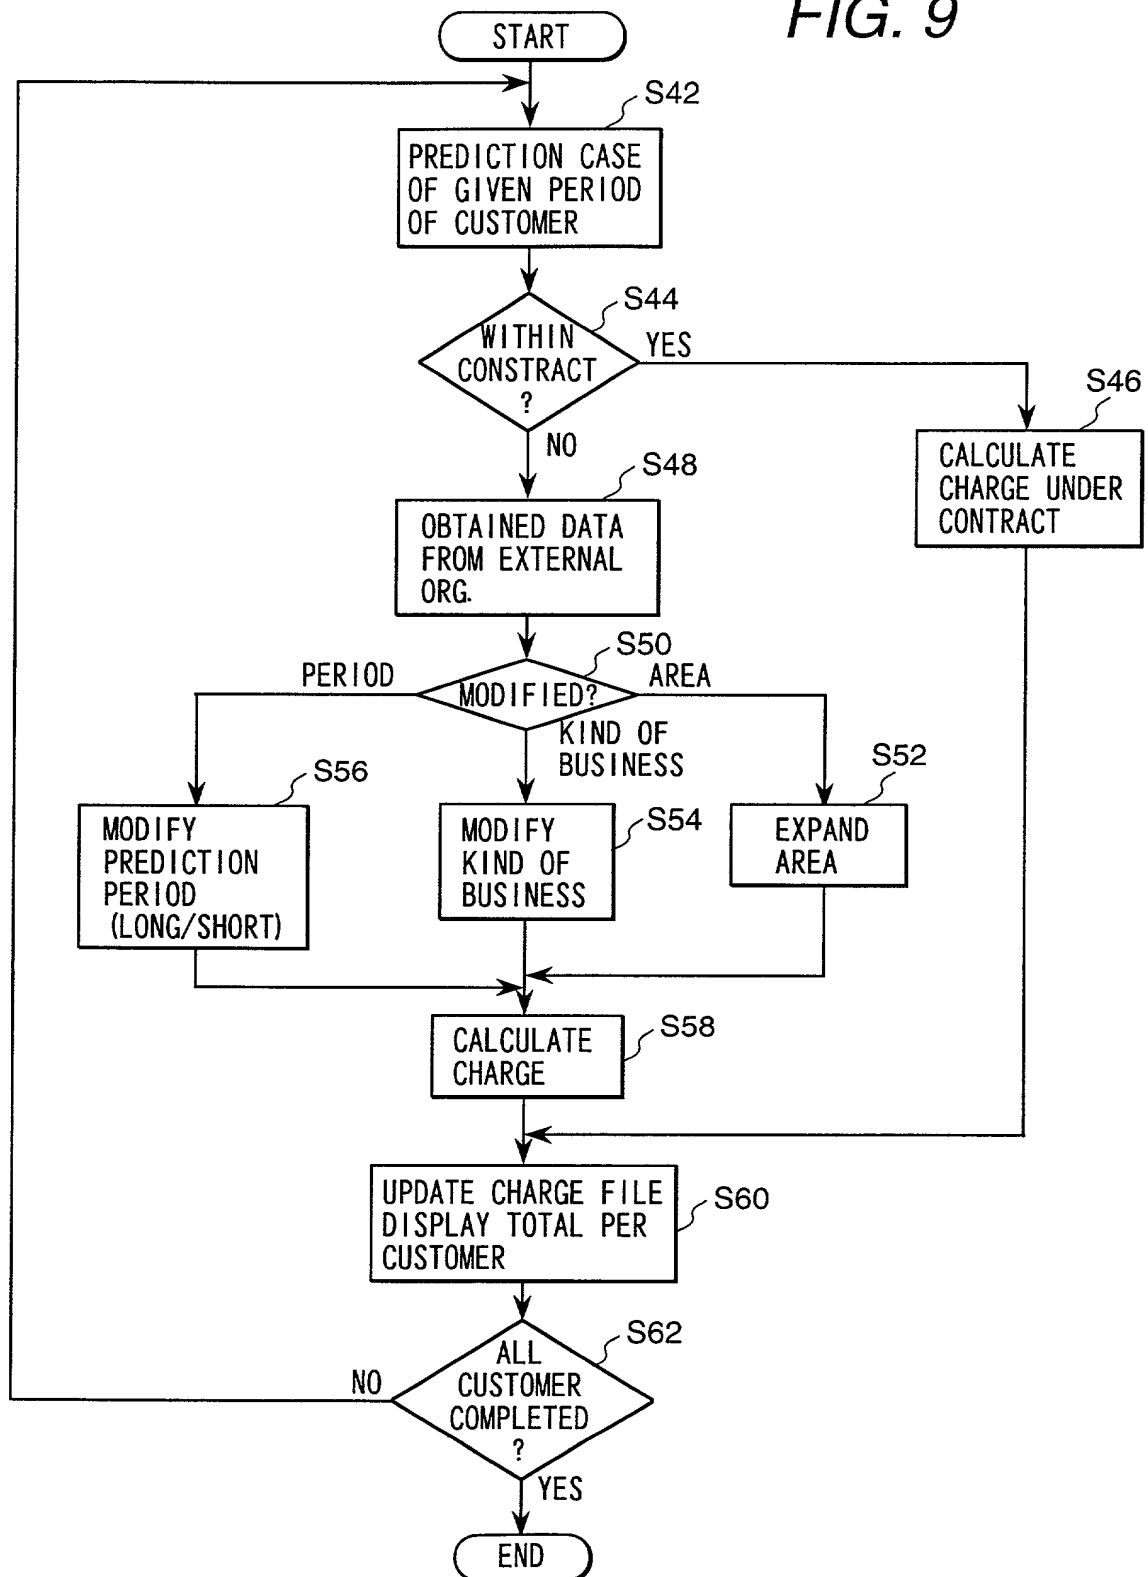 FIG. 9
START
S42
PREDICTION CASE
OF GIVEN PERIOD
OF CUSTOMER
S44
WITHIN
CONSTRACT
?
YES
NO
S46
CALCULATE
CHARGE UNDER
CONTRACT
S48
OBTAINED DATA
FROM EXTERNAL
ORG.
S50
MODIFIED?
PERIOD
AREA
KIND OF
BUSINESS
S56
MODIFY
PREDICTION
PERIOD
(LONG/SHORT)
S54
MODIFY
KIND OF
BUSINESS
S52
EXPAND
AREA
S58
CALCULATE
CHARGE
S60
UPDATE CHARGE FILE
DISPLAY TOTAL PER
CUSTOMER
S62
ALL
CUSTOMER
COMPLETED
?
NO
YES
END